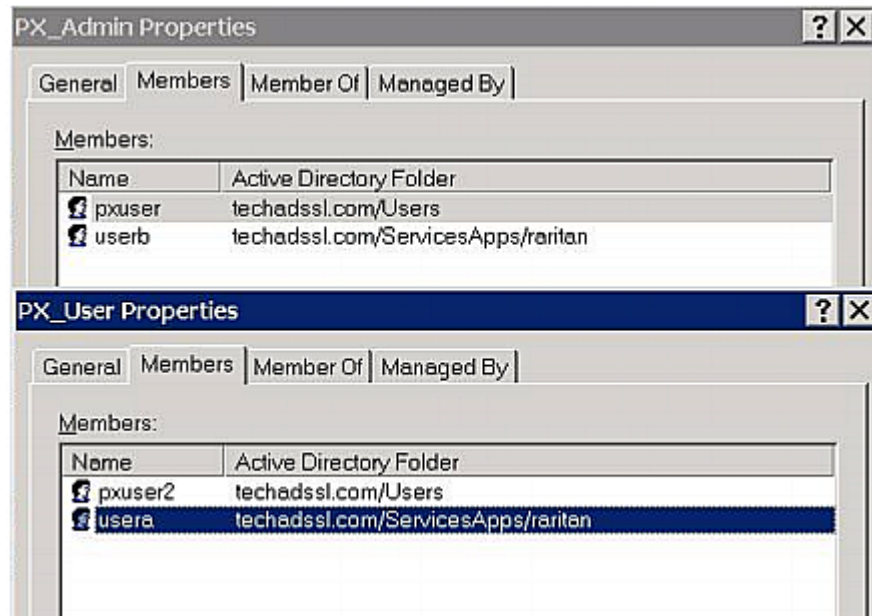 PX_Admin Properties
General Members Member Of Managed By
Members:
Name Active Directory Folder
pxuser techadssl.com/Users
userb techadssl.com/ServicesApps/raritan
PX_User Properties
General Members Member Of Managed By
Members:
Name Active Directory Folder
pxuser2 techadssl.com/Users
usera techadssl.com/ServicesApps/raritan